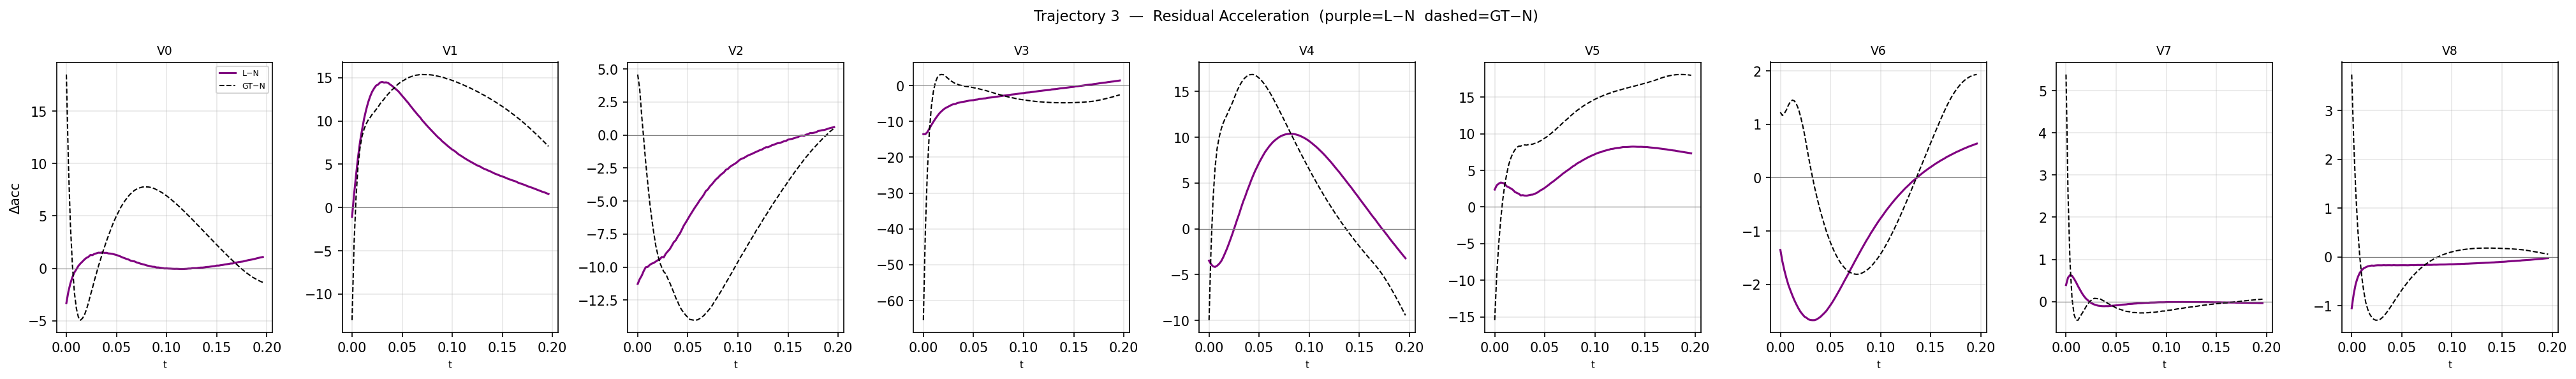 Trajectory 3 — Residual Acceleration (purple=L−N dashed=GT−N)
V0 V1 V2 V3 V4 V5 V6 V7 V8
L−N
GT−N
Δacc
15
10
5
0
−5
0.00 0.05 0.10 0.15 0.20
t
15
10
5
0
−5
−10
0.00 0.05 0.10 0.15 0.20
t
5.0
2.5
0.0
−2.5
−5.0
−7.5
−10.0
−12.5
0.00 0.05 0.10 0.15 0.20
t
0
−10
−20
−30
−40
−50
−60
0.00 0.05 0.10 0.15 0.20
t
15
10
5
0
−5
−10
0.00 0.05 0.10 0.15 0.20
t
15
10
5
0
−5
−10
−15
0.00 0.05 0.10 0.15 0.20
t
2
1
0
−1
−2
0.00 0.05 0.10 0.15 0.20
t
5
4
3
2
1
0
0.00 0.05 0.10 0.15 0.20
t
3
2
1
0
−1
0.00 0.05 0.10 0.15 0.20
t